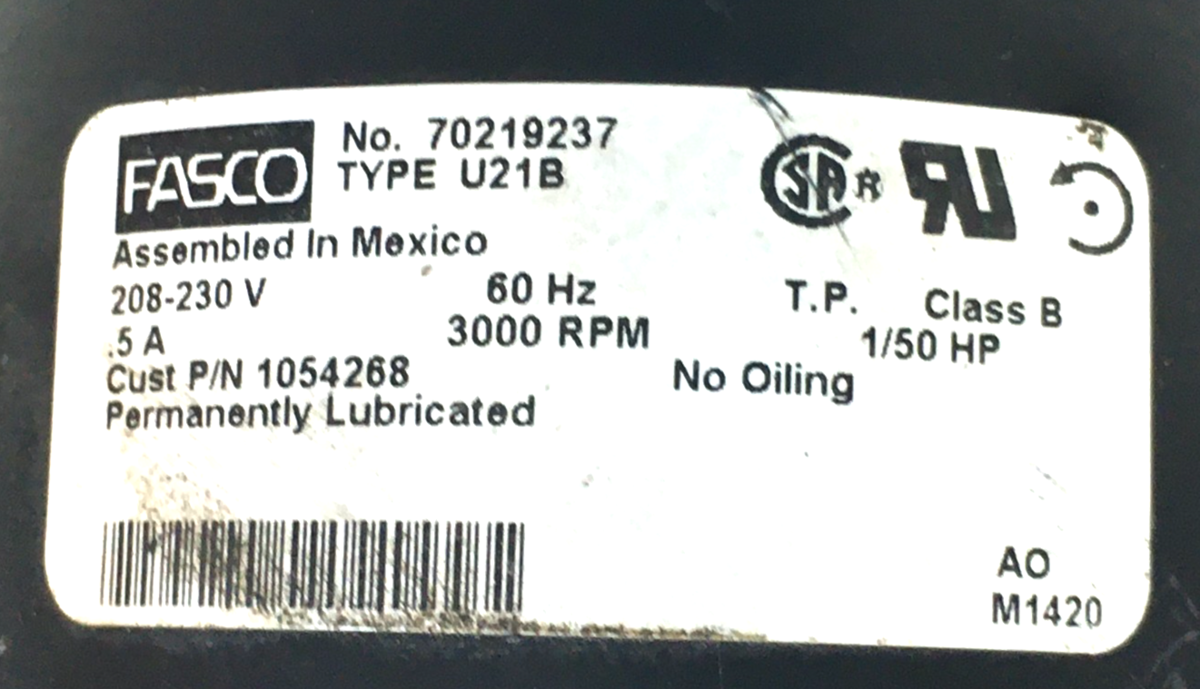 FASCO
No. 70219237
TYPE U21B
Assembled In Mexico
208-230 V 60 Hz T.P. Class B
.5 A 3000 RPM 1/50 HP
Cust P/N 1054268 No Oiling
Permanently Lubricated
AO
M1420